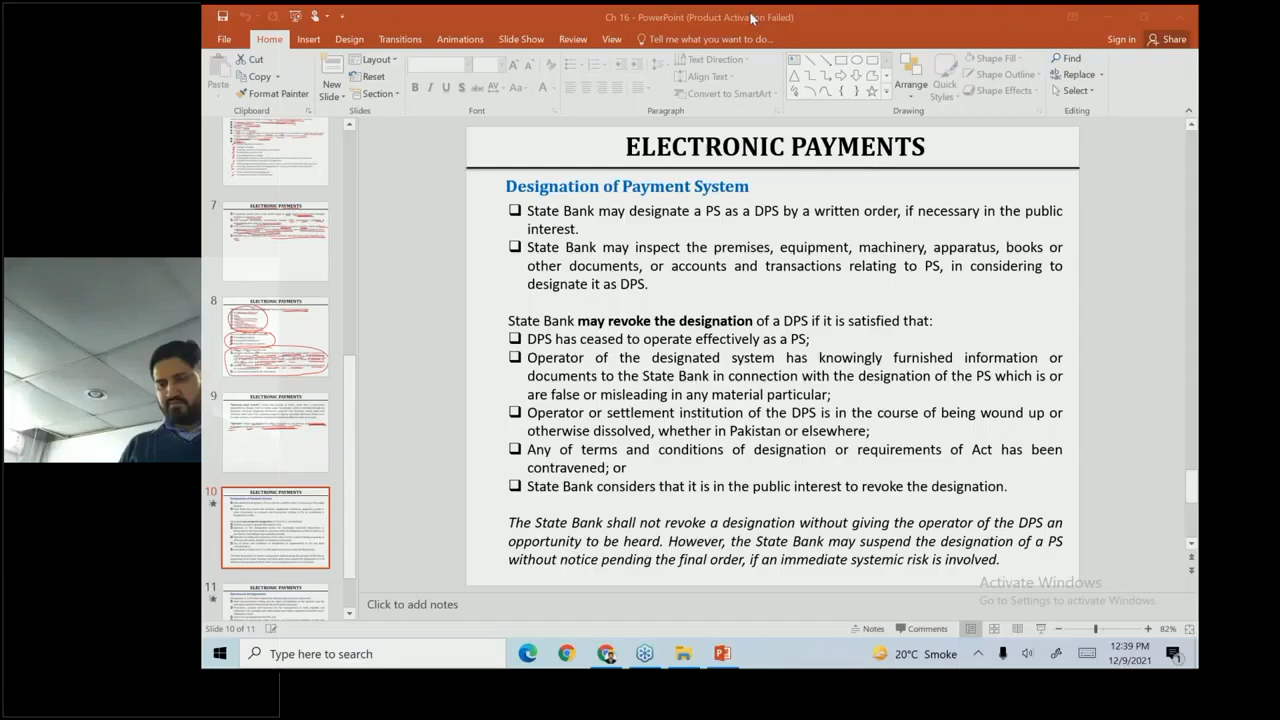 Ch 16 - PowerPoint (Product Activation Failed)
File Home Insert Design Transitions Animations Slide Show Review View Tell me what you want to do... Sign in Share
Paste Cut Copy Format Painter
Clipboard
New Slide Layout Reset Section
Slides
B I U S abc AV Aa A
Font
Text Direction Align Text Convert to SmartArt
Paragraph
Arrange Quick Styles Shape Fill Shape Outline Shape Effects
Drawing
Find Replace Select
Editing
7
ELECTRONIC PAYMENTS
8
ELECTRONIC PAYMENTS
9
ELECTRONIC PAYMENTS
10
ELECTRONIC PAYMENTS
11
ELECTRONIC PAYMENTS
ELECTRONIC PAYMENTS
Designation of Payment System
State Bank may designate a PS as a DPS by a written order, if necessary in the public
interest.
State Bank may inspect the premises, equipment, machinery, apparatus, books or
other documents, or accounts and transactions relating to PS, in considering to
designate it as DPS.
State Bank may revoke the designation of a DPS if it is satisfied that:
DPS has ceased to operate effectively as a PS;
Operator of the designated system has knowingly furnished information or
documents to the State Bank in connection with the designation of the PS which is or
are false or misleading in any material particular;
Operator or settlement institution of the DPS is in the course of being wound up or
otherwise dissolved, whether in Pakistan or elsewhere;
Any of terms and conditions of designation or requirements of Act has been
contravened; or
State Bank considers that it is in the public interest to revoke the designation.
The State Bank shall not revoke a designation without giving the operator of the DPS an
opportunity to be heard. However, the State Bank may suspend the operation of a PS
without notice pending the final order, if an immediate systemic risk is involved.
Activate Windows
Go to Settings to activate Windows.
Click to add notes
Slide 10 of 11 Notes Comments 82%
Type here to search
20°C Smoke
12:39 PM
12/9/2021
1